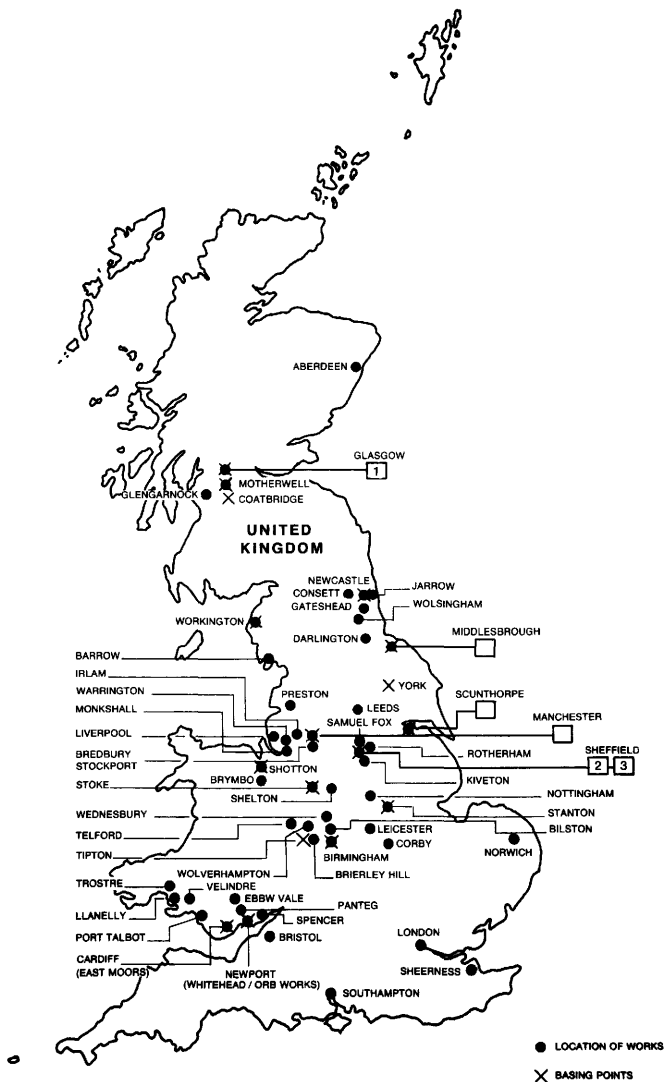 ABERDEEN
GLASGOW
1
MOTHERWELL
GLENGARNOCK
COATBRIDGE
UNITED
KINGDOM
NEWCASTLE
JARROW
CONSETT
GATESHEAD
WOLSINGHAM
WORKINGTON
DARLINGTON
MIDDLESBROUGH
BARROW
IRLAM
YORK
WARRINGTON
PRESTON
SCUNTHORPE
MONKSHALL
LEEDS
SAMUEL FOX
MANCHESTER
LIVERPOOL
BREDBURY
STOCKPORT
ROTHERHAM
SHEFFIELD
2 3
SHOTTON
BRYMBO
KIVETON
STOKE
SHELTON
NOTTINGHAM
WEDNESBURY
STANTON
TELFORD
LEICESTER
BILSTON
CORBY
NORWICH
TIPTON
BIRMINGHAM
WOLVERHAMPTON
BRIERLEY HILL
TROSTRE
VELINDRE
EBBW VALE
PANTEG
LLANELLY
SPENCER
PORT TALBOT
BRISTOL
LONDON
CARDIFF
(EAST MOORS)
NEWPORT
(WHITEHEAD / ORB WORKS)
SHEERNESS
SOUTHAMPTON
LOCATION OF WORKS
BASING POINTS